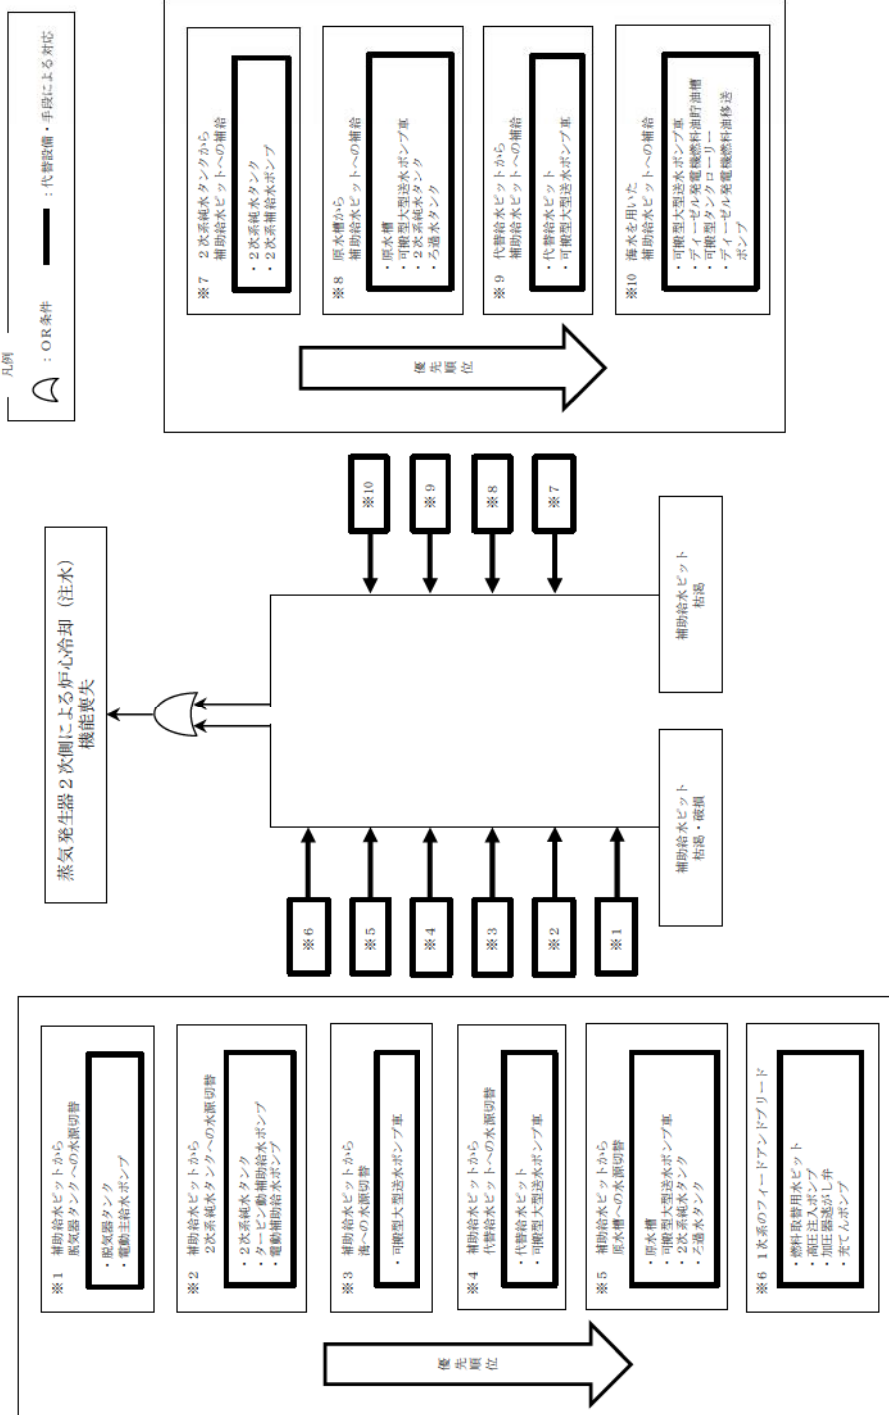 蒸気発生器2次側による炉心冷却（注水）
機能喪失
凡例
：OR条件
：代替設備・手段による対応
※1 補助給水ピットから
脱気器タンクへの水源切替
・脱気器タンク
・電動主給水ポンプ
※2 補助給水ピットから
2次系純水タンクへの水源切替
・2次系純水タンク
・タービン動補助給水ポンプ
・電動補助給水ポンプ
※3 補助給水ピットから
海への水源切替
・可搬型大型送水ポンプ車
※4 補助給水ピットから
代替給水ピットへの水源切替
・代替給水ピット
・可搬型大型送水ポンプ車
※5 補助給水ピットから
原水槽への水源切替
・原水槽
・可搬型大型送水ポンプ車
・2次系純水タンク
・ろ過水タンク
※6 1次系のフィードアンドブリード
・燃料取替用水ピット
・高圧注入ポンプ
・加圧器逃がし弁
・充てんポンプ
優先順位
※6
※5
※4
※3
※2
※1
補助給水ピット
枯渇・破損
補助給水ピット
枯渇
※10
※9
※8
※7
※7 2次系純水タンクから
補助給水ピットへの補給
・2次系純水タンク
・2次系補給水ポンプ
※8 原水槽から
補助給水ピットへの補給
・原水槽
・可搬型大型送水ポンプ車
・2次系純水タンク
・ろ過水タンク
※9 代替給水ピットから
補助給水ピットへの補給
・代替給水ピット
・可搬型大型送水ポンプ車
※10 海水を用いた
補助給水ピットへの補給
・可搬型大型送水ポンプ車
・ディーゼル発電機燃料油貯油槽
・可搬型タンクローリー
・ディーゼル発電機燃料油移送
ポンプ
優先順位